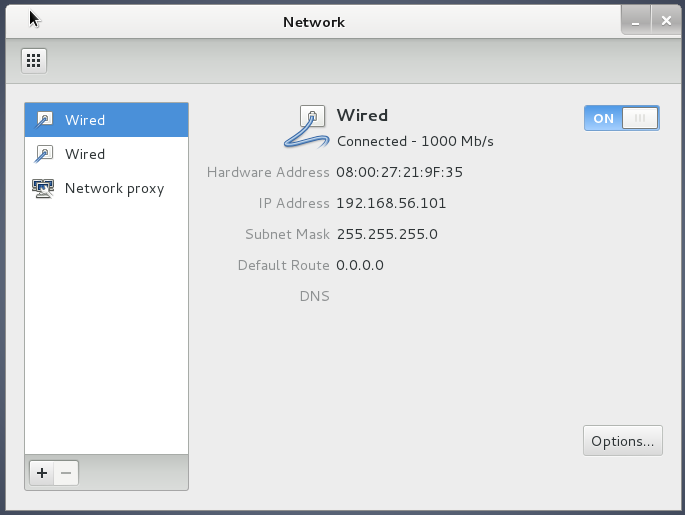 Network
Wired
Wired
Network proxy
Wired
ON
Connected - 1000 Mb/s
Hardware Address 08:00:27:21:9F:35
IP Address 192.168.56.101
Subnet Mask 255.255.255.0
Default Route 0.0.0.0
DNS
Options...